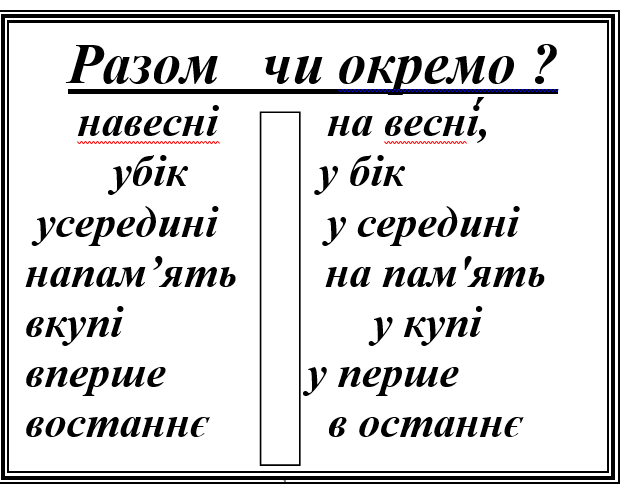 Разом чи окремо ?
навесні на весні́,
убік у бік
усередині у середині
напам’ять на пам'ять
вкупі у купі
вперше у перше
востаннє в останнє